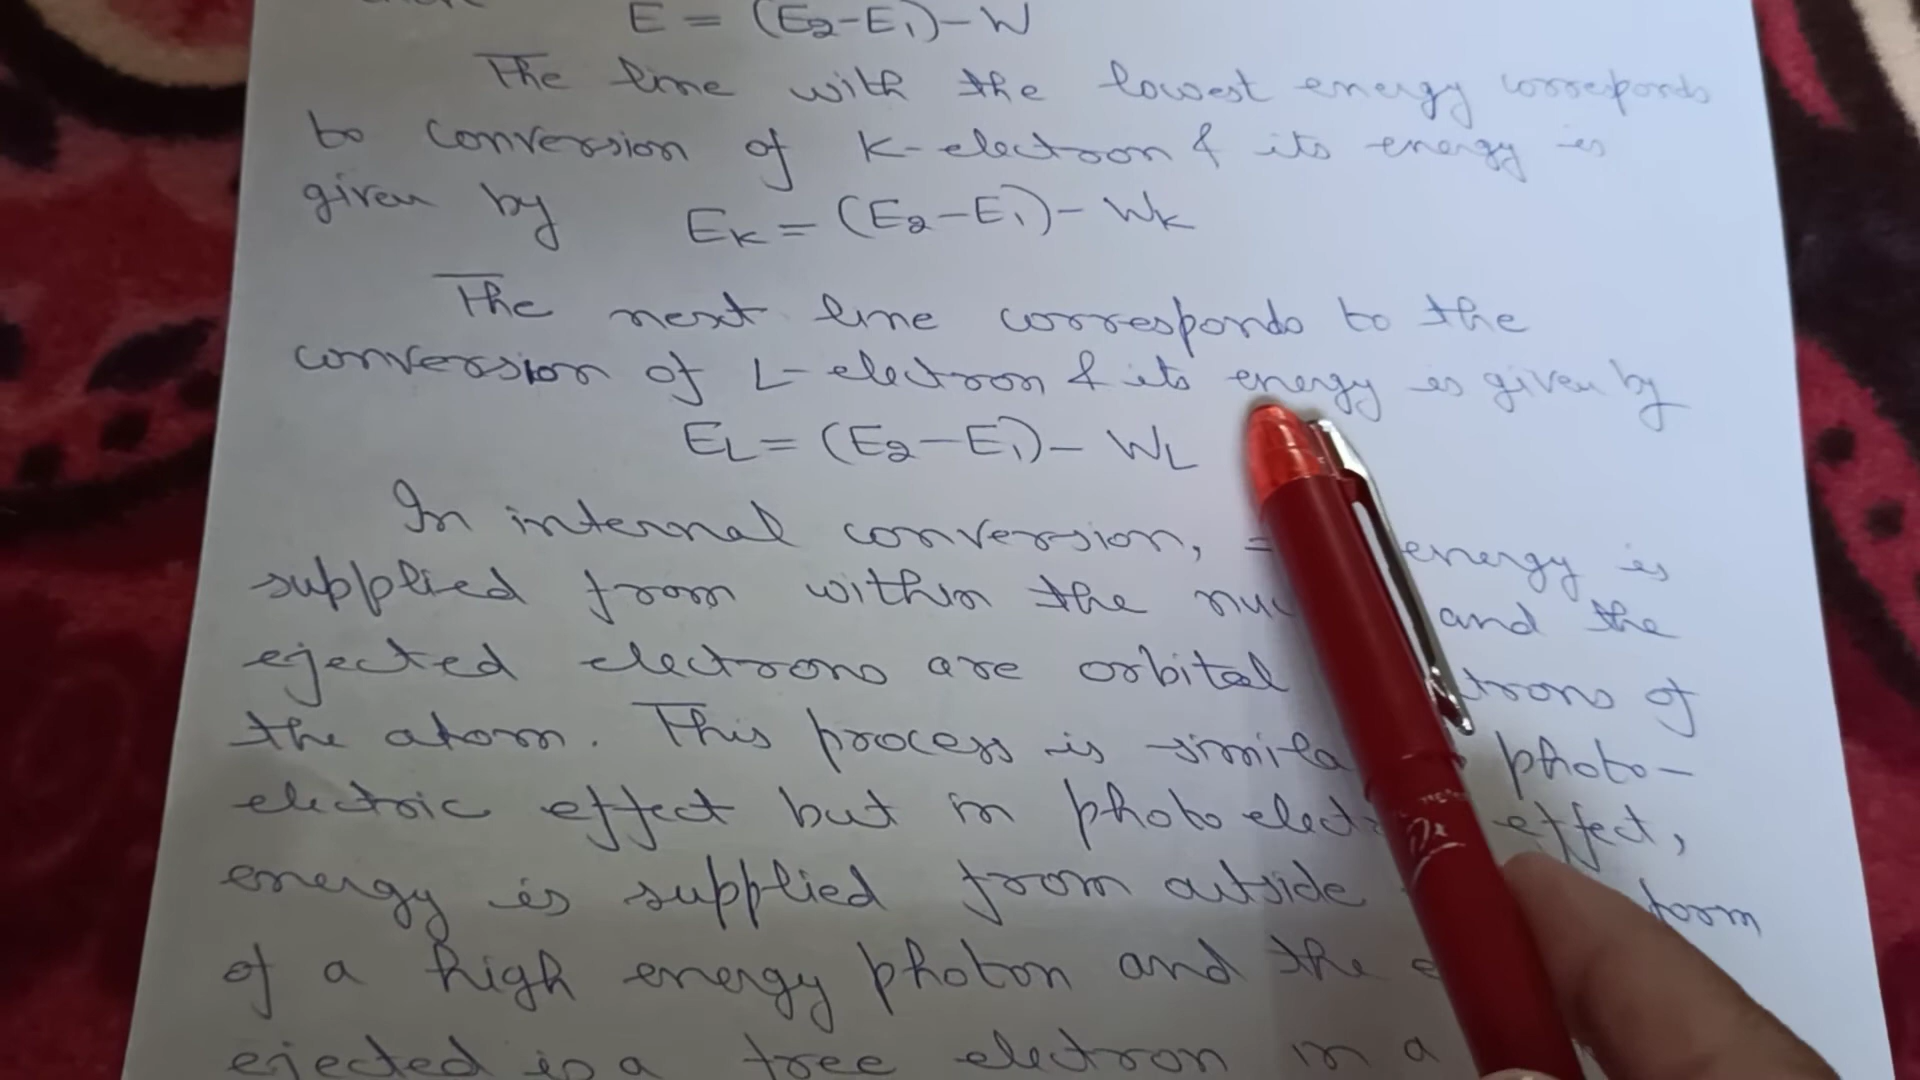 E = (E2-E1)-W
The line with the lowest energy corresponds
to conversion of K-electron & its energy is
given by EK = (E2-E1)- WK
The next line corresponds to the
conversion of L-electron & its energy is given by
EL = (E2-E1)- WL
In internal conversion, energy is
supplied from within the and the
ejected electrons are orbital of
the atom. This process is photo-
electric effect but in photo effect,
energy is supplied from outside form
of a high energy photon and the
ejected is a free electron in a